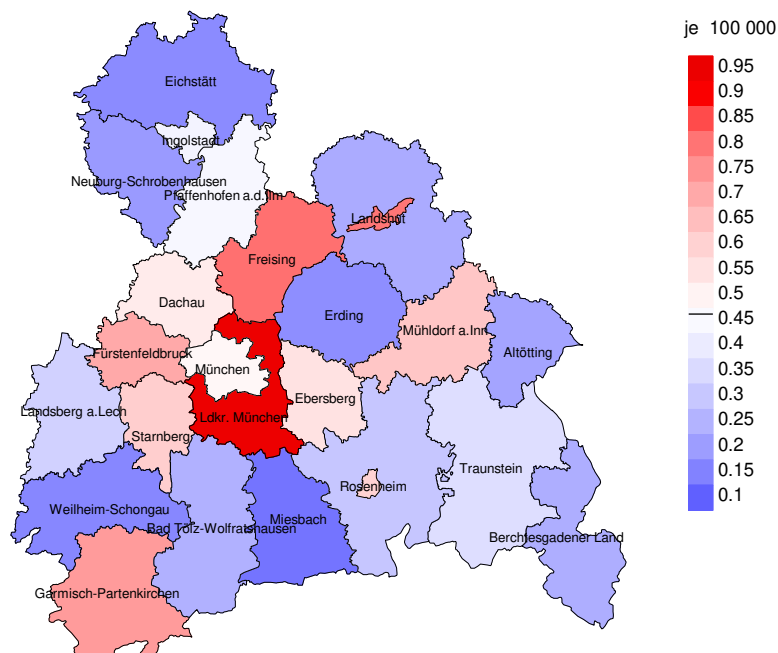 je 100 000
0.95
0.9
0.85
0.8
0.75
0.7
0.65
0.6
0.55
0.5
0.45
0.4
0.35
0.3
0.25
0.2
0.15
0.1
Eichstätt
Ingolstadt
Neuburg-Schrobenhausen
Pfaffenhofen a.d.Ilm
Landshut
Freising
Dachau
Erding
Mühldorf a.Inn
Fürstenfeldbruck
Altötting
München
Ebersberg
Landsberg a.Lech
Ldkr. München
Starnberg
Traunstein
Rosenheim
Weilheim-Schongau
Miesbach
Bad Tölz-Wolfratshausen
Berchtesgadener Land
Garmisch-Partenkirchen